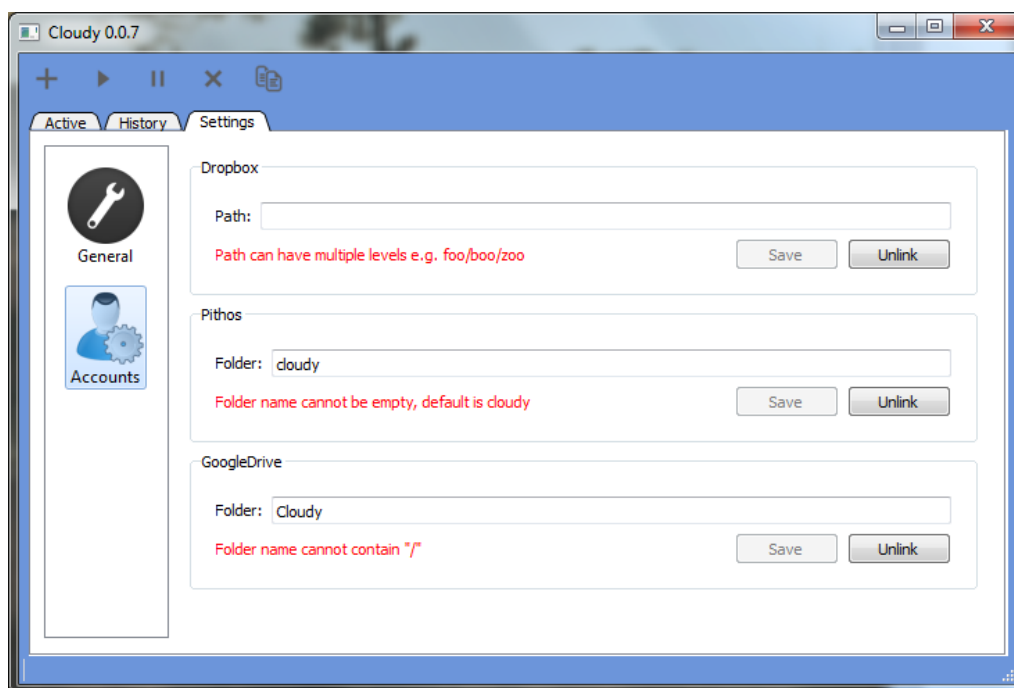 Cloudy 0.0.7
Active History Settings
General
Accounts
Dropbox
Path:
Path can have multiple levels e.g. foo/boo/zoo Save Unlink
Pithos
Folder: cloudy
Folder name cannot be empty, default is cloudy Save Unlink
GoogleDrive
Folder: Cloudy
Folder name cannot contain "/" Save Unlink